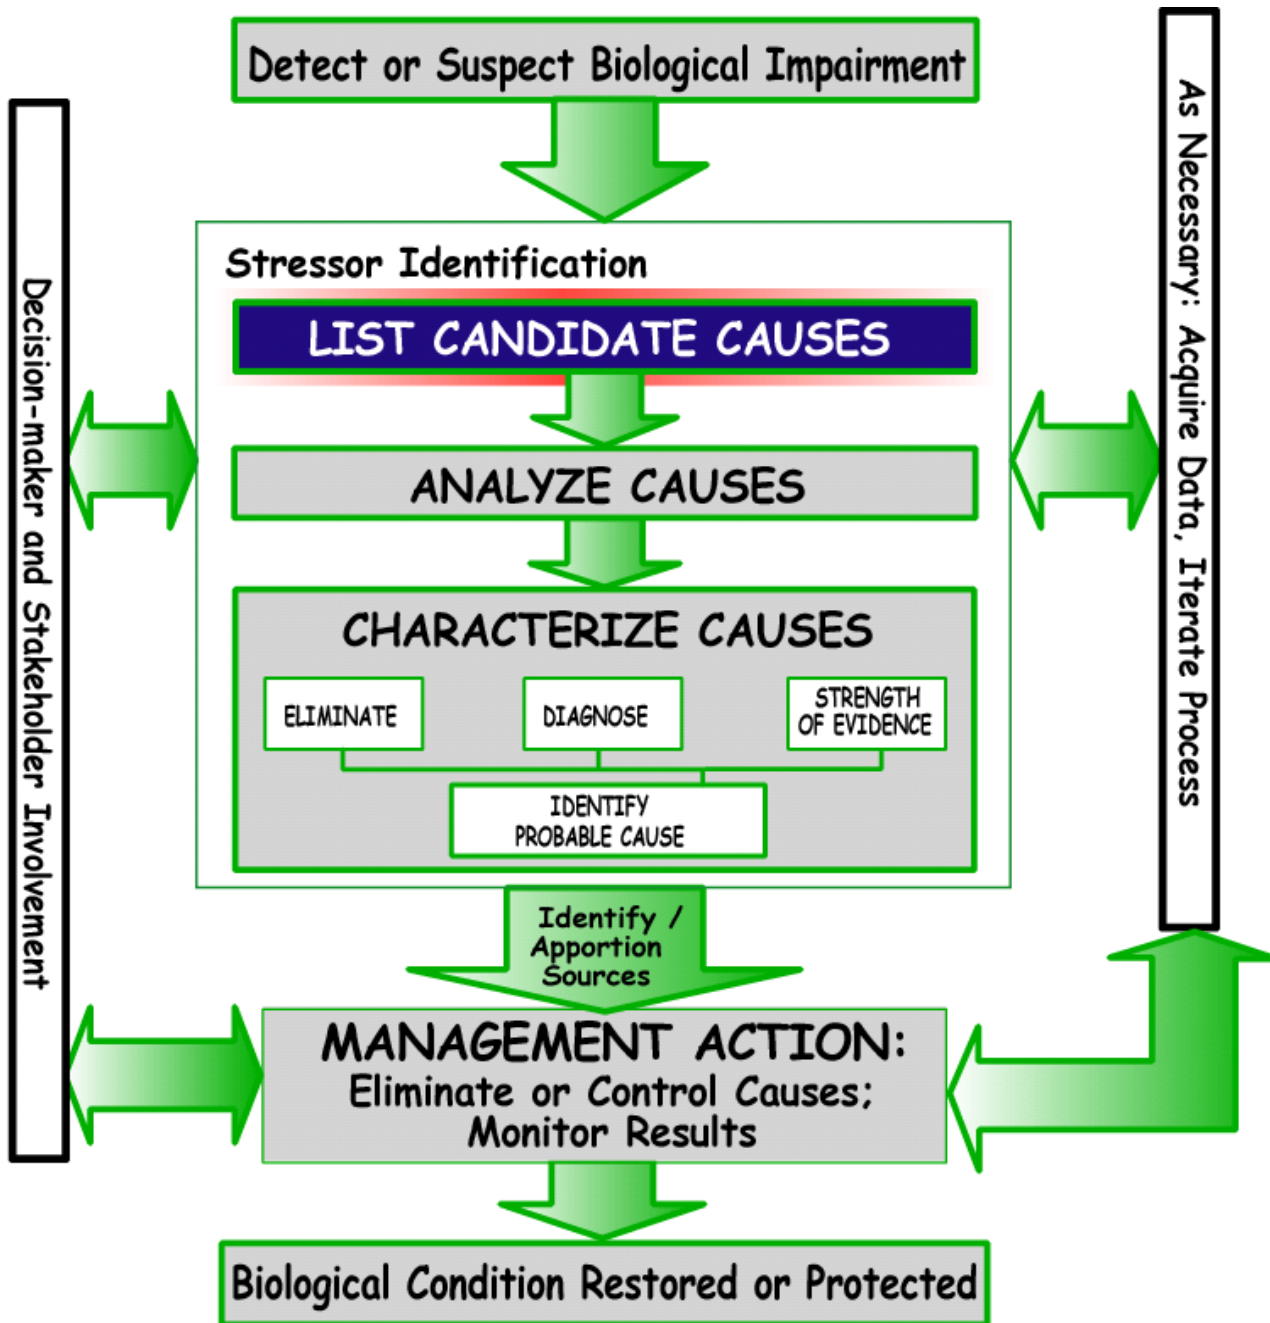 Detect or Suspect Biological Impairment
Stressor Identification
LIST CANDIDATE CAUSES
ANALYZE CAUSES
CHARACTERIZE CAUSES
ELIMINATE
DIAGNOSE
STRENGTH
OF EVIDENCE
IDENTIFY
PROBABLE CAUSE
Identify /
Apportion
Sources
MANAGEMENT ACTION:
Eliminate or Control Causes;
Monitor Results
Biological Condition Restored or Protected
Decision-maker and Stakeholder Involvement
As Necessary: Acquire Data, Iterate Process